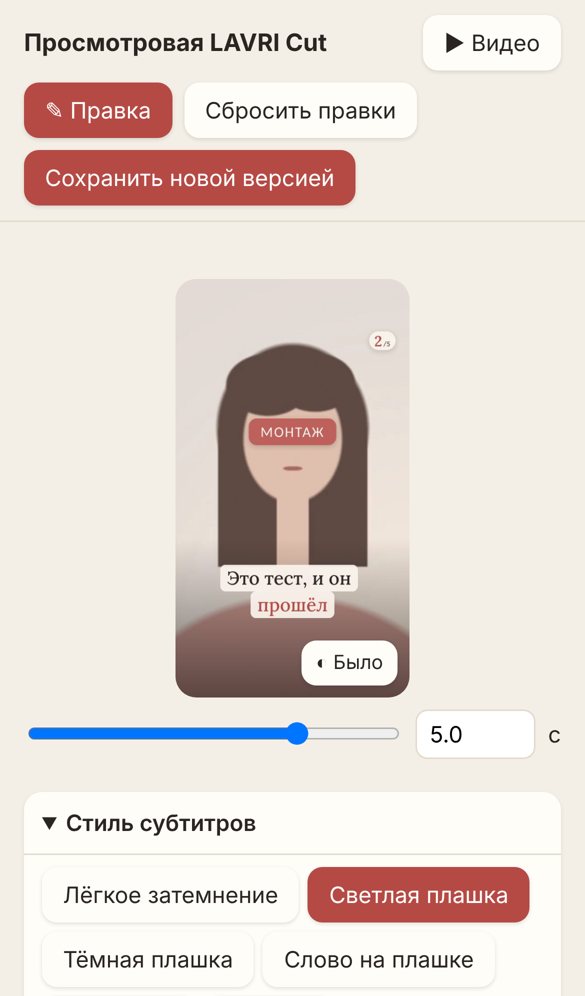 Просмотровая LAVRI Cut
▶ Видео
✎ Правка
Сбросить правки
Сохранить новой версией
2/5
МОНТАЖ
Это тест, и он
прошёл
Было
5.0
с
▼ Стиль субтитров
Лёгкое затемнение
Светлая плашка
Тёмная плашка
Слово на плашке